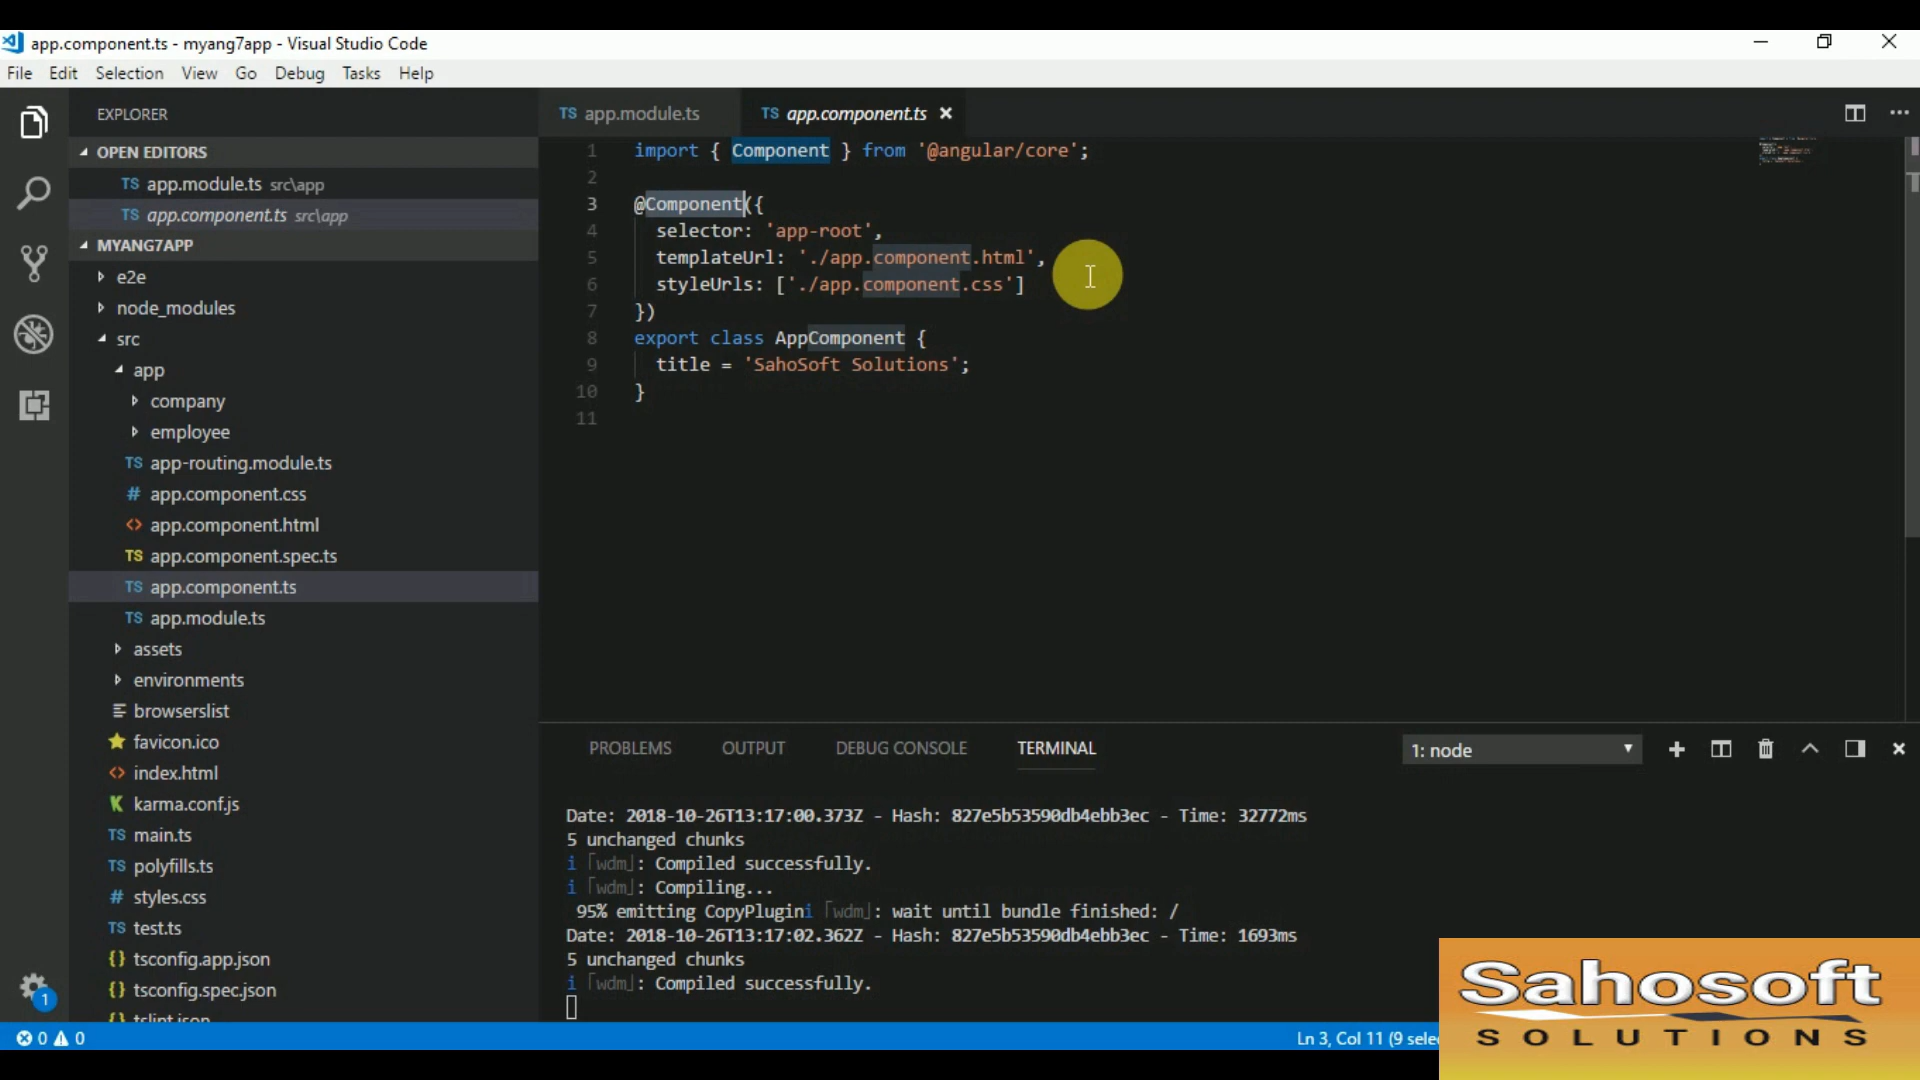 app.component.ts - myang7app - Visual Studio Code
File Edit Selection View Go Debug Tasks Help
EXPLORER
OPEN EDITORS
TS app.module.ts src\app
TS app.component.ts src\app
MYANG7APP
e2e
node_modules
src
app
company
employee
TS app-routing.module.ts
# app.component.css
<> app.component.html
TS app.component.spec.ts
TS app.component.ts
TS app.module.ts
assets
environments
browserslist
favicon.ico
<> index.html
K karma.conf.js
TS main.ts
TS polyfills.ts
# styles.css
TS test.ts
{} tsconfig.app.json
{} tsconfig.spec.json
{} tslint.json
1
TS app.module.ts TS app.component.ts
1 import { Component } from '@angular/core';
2
3 @Component({
4 selector: 'app-root',
5 templateUrl: './app.component.html',
6 styleUrls: ['./app.component.css']
7 })
8 export class AppComponent {
9 title = 'SahoSoft Solutions';
10 }
11
PROBLEMS OUTPUT DEBUG CONSOLE TERMINAL 1: node
Date: 2018-10-26T13:17:00.373Z - Hash: 827e5b53590db4ebb3ec - Time: 32772ms
5 unchanged chunks
i ｢wdm｣: Compiled successfully.
i ｢wdm｣: Compiling...
95% emitting CopyPlugini ｢wdm｣: wait until bundle finished: /
Date: 2018-10-26T13:17:02.362Z - Hash: 827e5b53590db4ebb3ec - Time: 1693ms
5 unchanged chunks
i ｢wdm｣: Compiled successfully.
0 0 Ln 3, Col 11 (9 sele
Sahosoft
SOLUTIONS